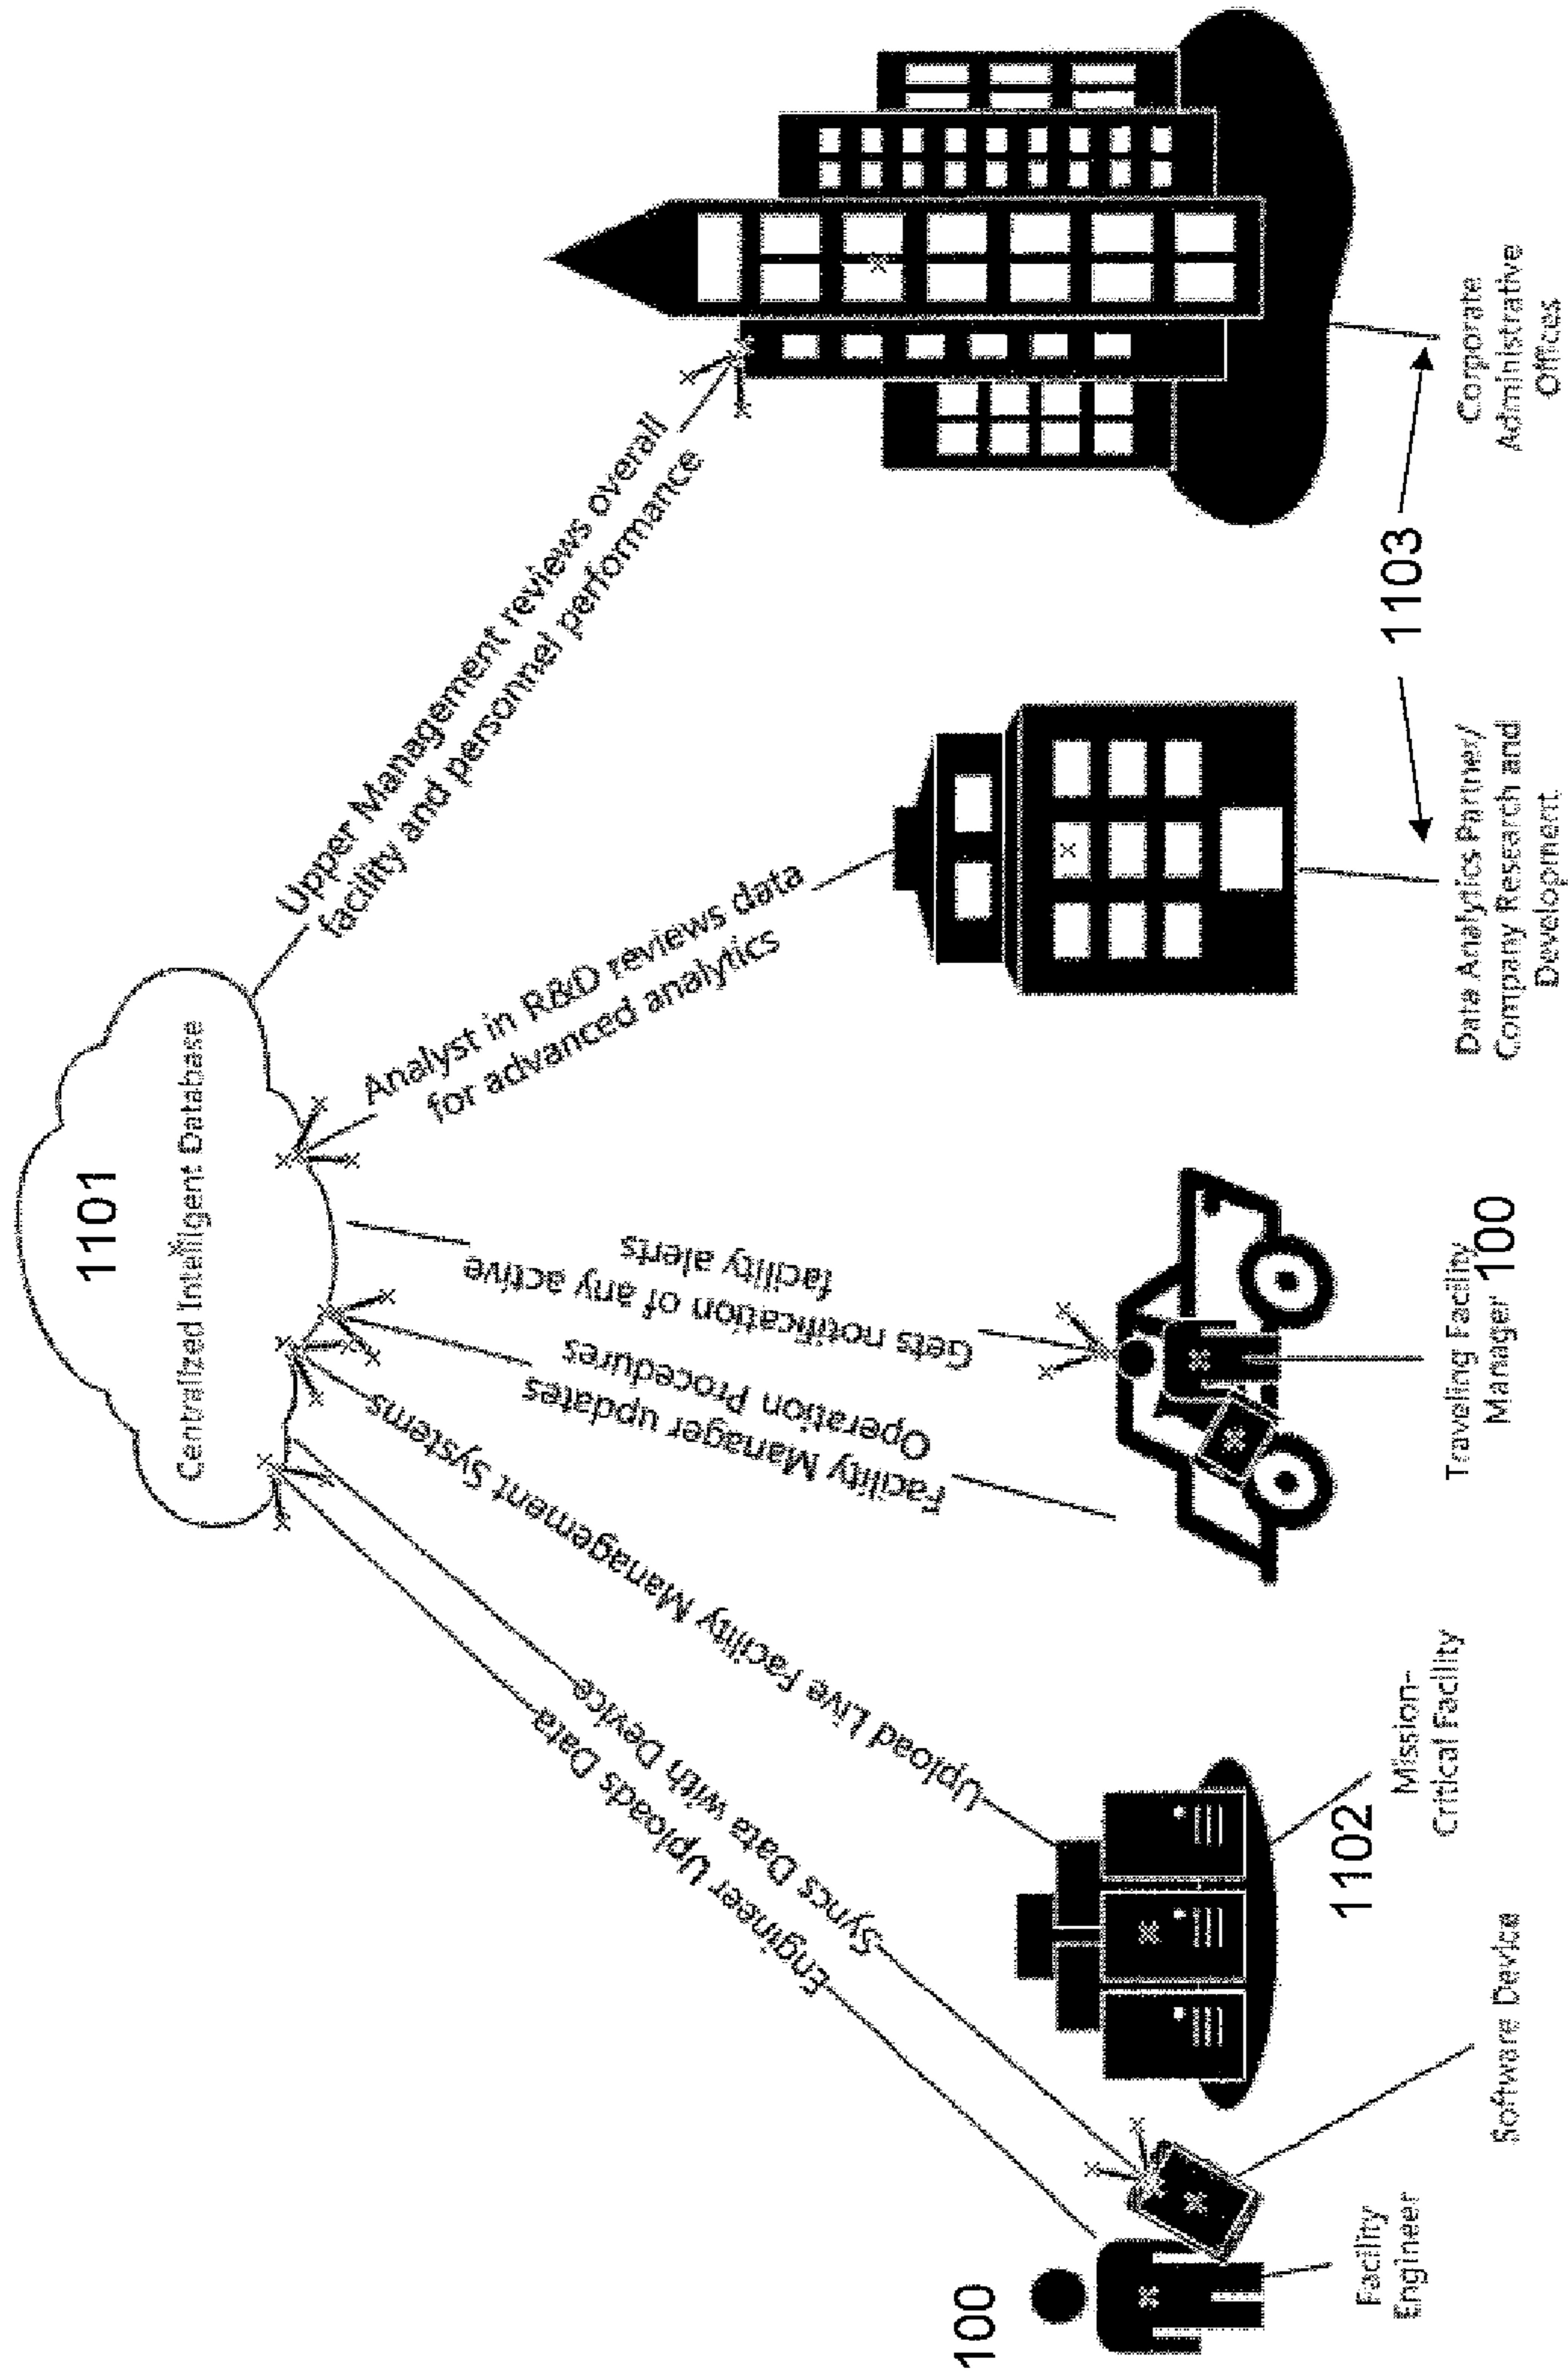 1101
Centralized Intelligent Database
Engineer Uploads Data
Syncs Data with Device
Upload Live Facility Management Systems
Facility Manager updates
Operation Procedures
Gets notification of any active
facility alerts
Analyst in R&D reviews data
for advanced analytics
Upper Management reviews overall
facility and personnel performance
100
Facility
Engineer
Software Device
1102
Mission-
Critical Facility
Traveling Facility
Manager 100
1103
Data Analytics Partner/
Company Research and
Development
Corporate
Administrative
Offices